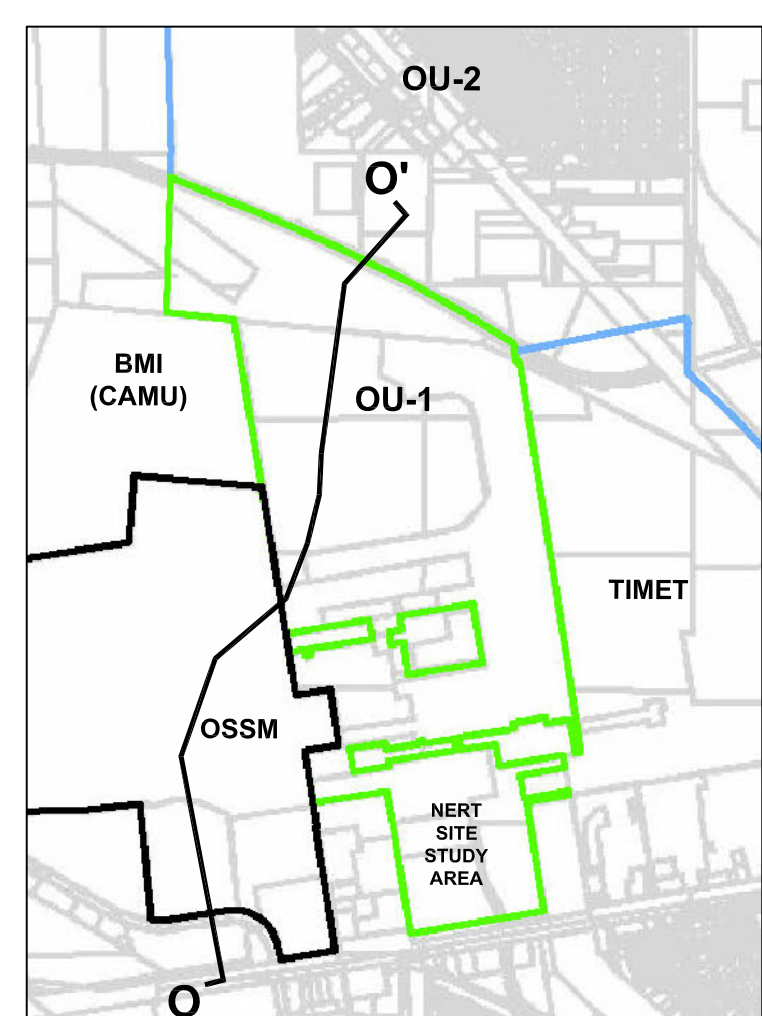 OU-2
O'
BMI
(CAMU)
OU-1
TIMET
OSSM
NERT
SITE
STUDY
AREA
O